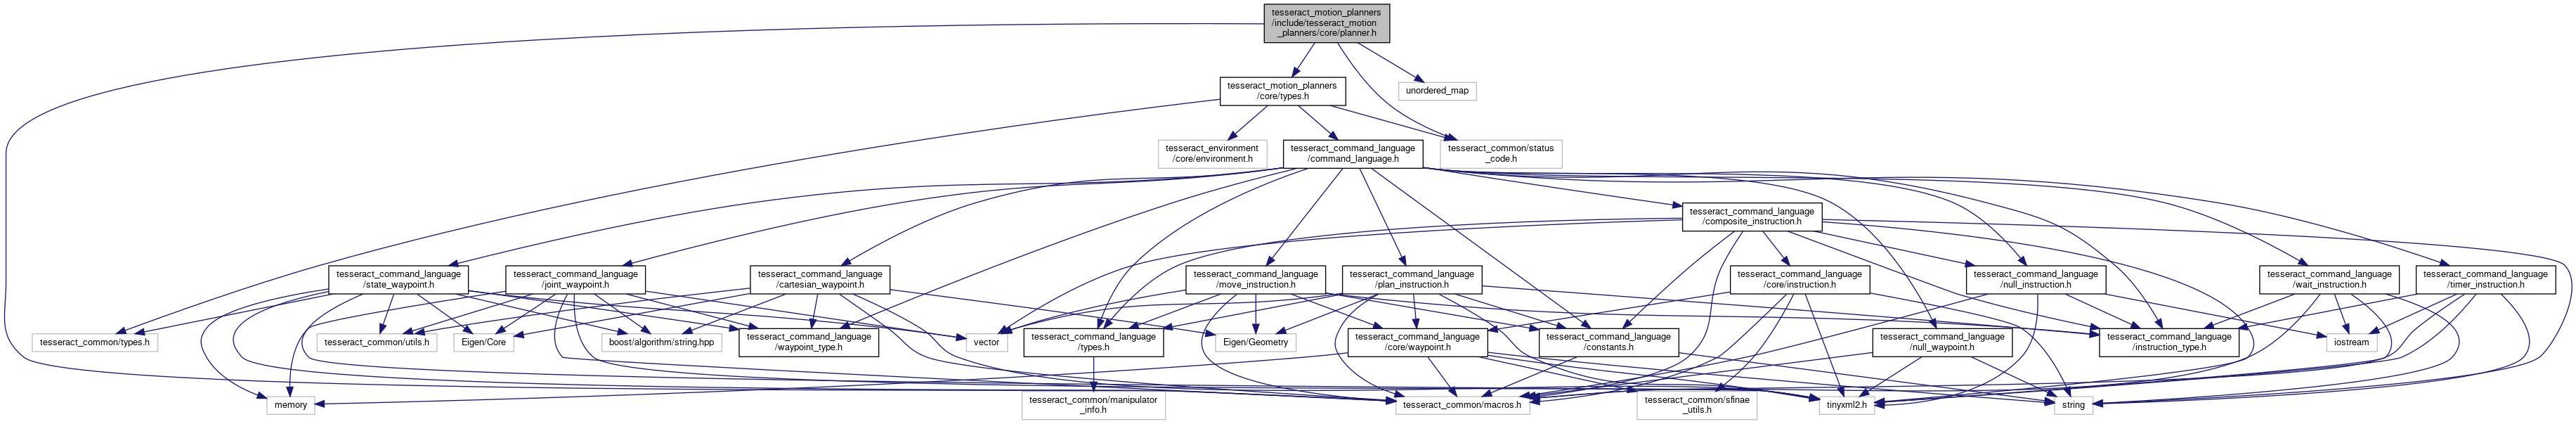 tesseract_motion_planners
/include/tesseract_motion
_planners/core/planner.h
tesseract_motion_planners
/core/types.h
unordered_map
tesseract_environment
/core/environment.h
tesseract_command_language
/command_language.h
tesseract_common/status
_code.h
tesseract_command_language
/composite_instruction.h
tesseract_command_language
/state_waypoint.h
tesseract_command_language
/joint_waypoint.h
tesseract_command_language
/cartesian_waypoint.h
tesseract_command_language
/move_instruction.h
tesseract_command_language
/plan_instruction.h
tesseract_command_language
/core/instruction.h
tesseract_command_language
/null_instruction.h
tesseract_command_language
/wait_instruction.h
tesseract_command_language
/timer_instruction.h
tesseract_common/types.h
tesseract_common/utils.h
Eigen/Core
boost/algorithm/string.hpp
tesseract_command_language
/waypoint_type.h
vector
tesseract_command_language
/types.h
Eigen/Geometry
tesseract_command_language
/core/waypoint.h
tesseract_command_language
/constants.h
tesseract_command_language
/null_waypoint.h
tesseract_command_language
/instruction_type.h
iostream
memory
tesseract_common/macros.h
tesseract_common/manipulator
_info.h
tesseract_common/sfinae
_utils.h
tinyxml2.h
string